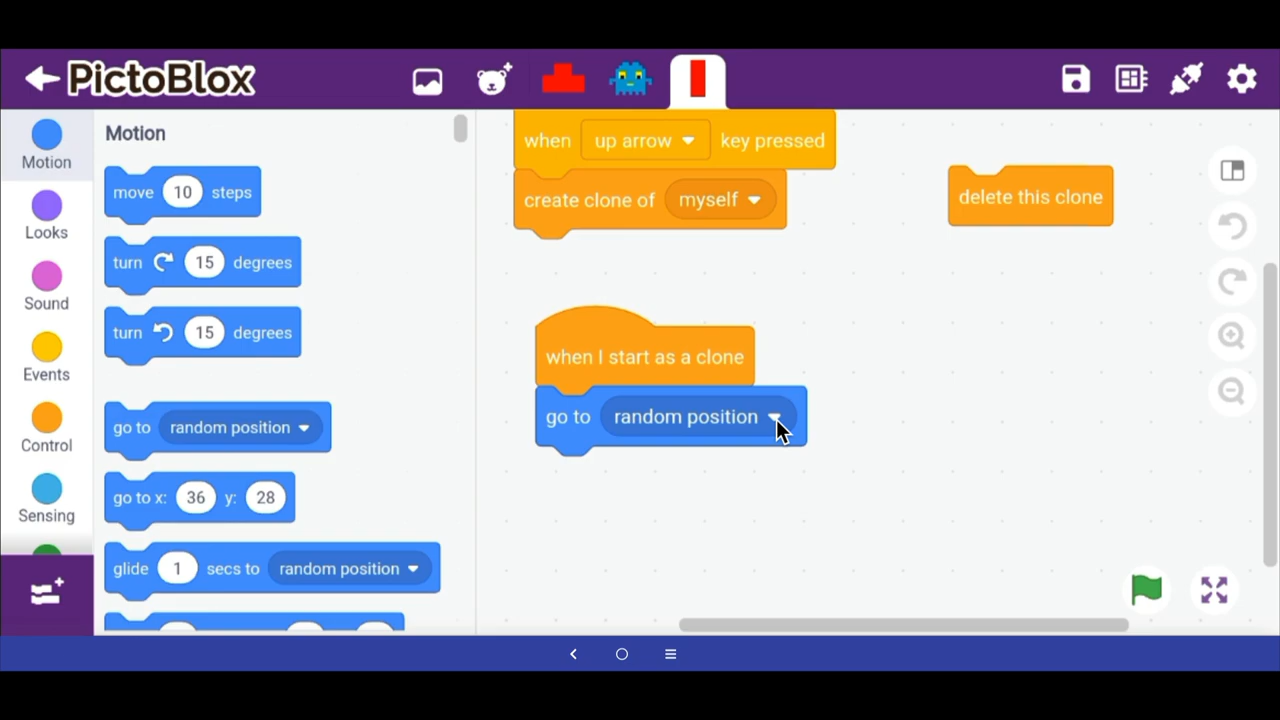 PictoBlox
Motion
Looks
Sound
Events
Control
Sensing
Motion
move 10 steps
turn 15 degrees
turn 15 degrees
go to random position
go to x: 36 y: 28
glide 1 secs to random position
when up arrow key pressed
create clone of myself
delete this clone
when I start as a clone
go to random position